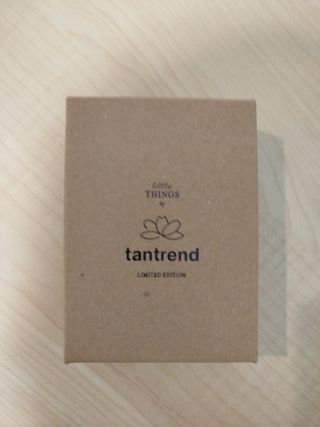 little
THINGS
by
tantrend
LIMITED EDITION